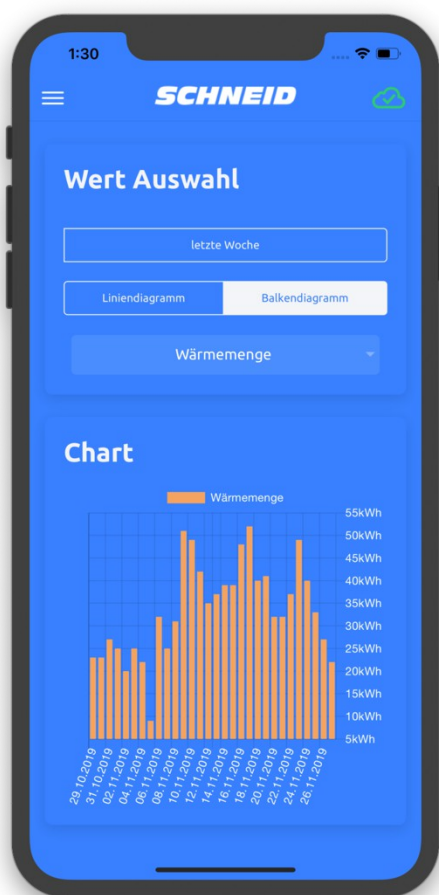 1:30
SCHNEID
Wert Auswahl
letzte Woche
Liniendiagramm Balkendiagramm
Wärmemenge
Chart
Wärmemenge
55kWh
50kWh
45kWh
40kWh
35kWh
30kWh
25kWh
20kWh
15kWh
10kWh
5kWh
29.10.2019
31.10.2019
02.11.2019
04.11.2019
06.11.2019
08.11.2019
10.11.2019
12.11.2019
14.11.2019
16.11.2019
18.11.2019
20.11.2019
22.11.2019
24.11.2019
26.11.2019